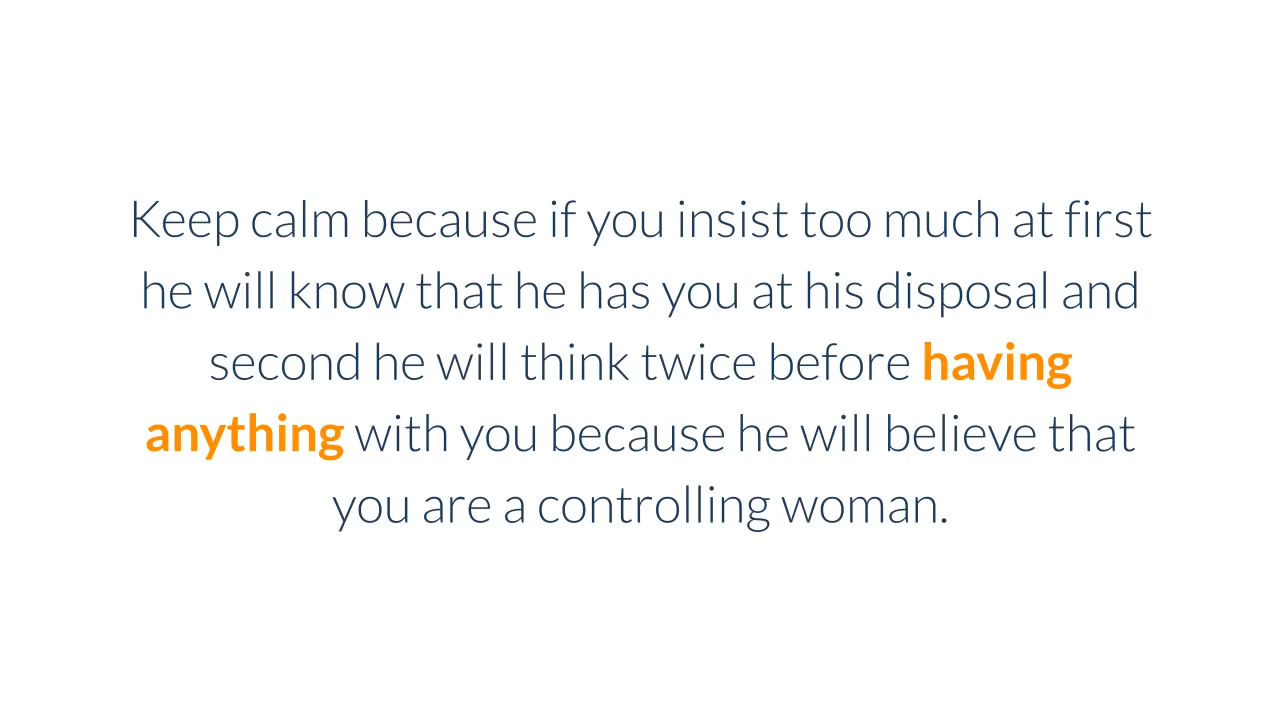 Keep calm because if you insist too much at first
he will know that he has you at his disposal and
second he will think twice before having
anything with you because he will believe that
you are a controlling woman.